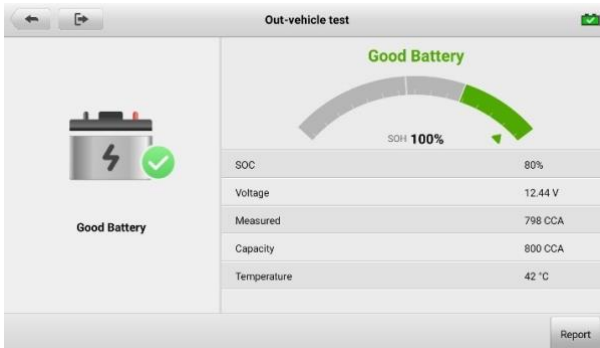 Out-vehicle test
Good Battery
SOH 100%
SOC 80%
Voltage 12.44 V
Measured 798 CCA
Capacity 800 CCA
Temperature 42 °C
Good Battery
Report